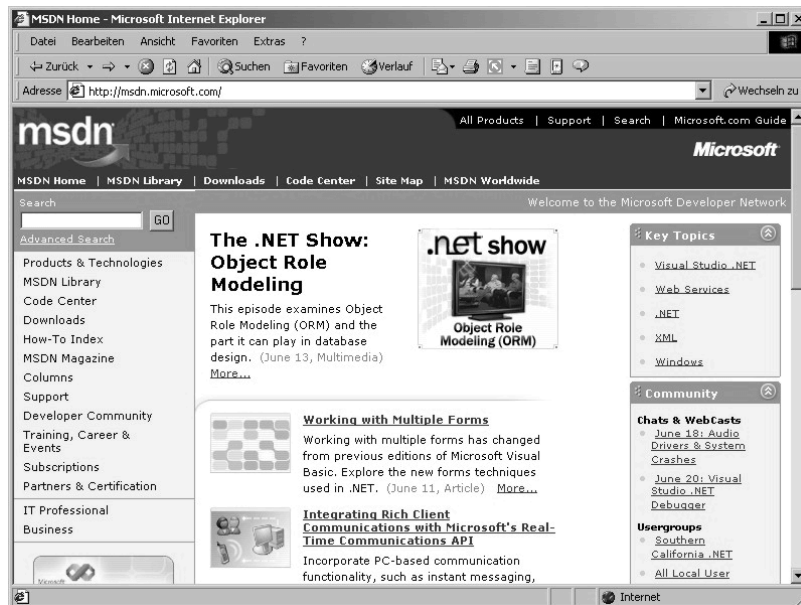 MSDN Home - Microsoft Internet Explorer
Datei Bearbeiten Ansicht Favoriten Extras ?
Zurück Suchen Favoriten Verlauf
Adresse http://msdn.microsoft.com/ Wechseln zu
All Products | Support | Search | Microsoft.com Guide
msdn
Microsoft
MSDN Home | MSDN Library | Downloads | Code Center | Site Map | MSDN Worldwide
Welcome to the Microsoft Developer Network
Search
GO
Advanced Search
Products & Technologies
MSDN Library
Code Center
Downloads
How-To Index
MSDN Magazine
Columns
Support
Developer Community
Training, Career &
Events
Subscriptions
Partners & Certification
IT Professional
Business
Microsoft
The .NET Show:
Object Role
Modeling
This episode examines Object
Role Modeling (ORM) and the
part it can play in database
design. (June 13, Multimedia)
More...
.net show
Object Role
Modeling (ORM)
Working with Multiple Forms
Working with multiple forms has changed
from previous editions of Microsoft Visual
Basic. Explore the new forms techniques
used in .NET. (June 11, Article) More...
Integrating Rich Client
Communications with Microsoft's Real-
Time Communications API
Incorporate PC-based communication
functionality, such as instant messaging,
Key Topics
Visual Studio .NET
Web Services
.NET
XML
Windows
Community
Chats & WebCasts
June 18: Audio
Drivers & System
Crashes
June 20: Visual
Studio .NET
Debugger
Usergroups
Southern
California .NET
All Local User
Internet